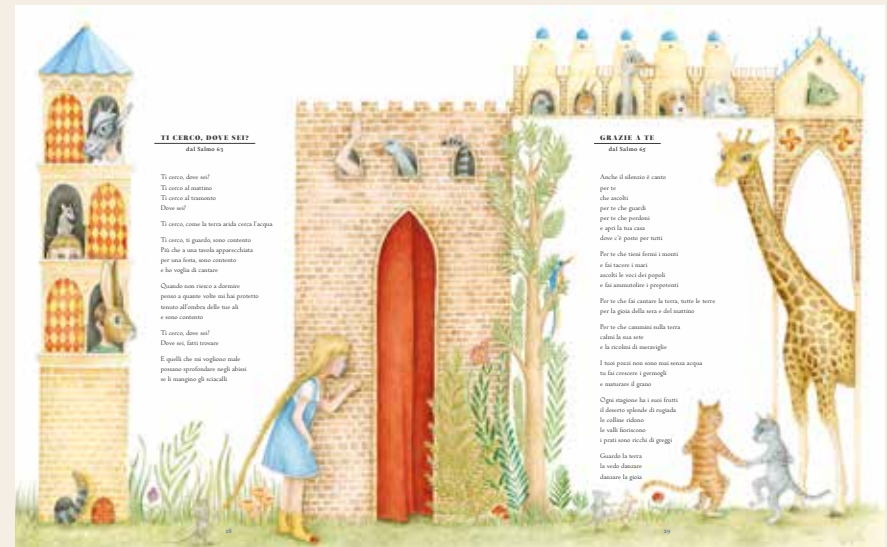 TI CERCO, DOVE SEI?
dal Salmo 63
Ti cerco, dove sei?
Ti cerco al mattino
Ti cerco al tramonto
Dove sei?
Ti cerco, come la terra arida cerca l'acqua
Ti cerco, ti guardo, sono contento
Più che a una tavola apparecchiata
per una festa, sono contento
e ho voglia di cantare
Quando non riesco a dormire
penso a quante volte mi hai protetto
tenuto all'ombra delle tue ali
e sono contento
Ti cerco, dove sei?
Dove sei, fatti trovare
E quelli che mi vogliono male
possano sprofondare negli abissi
se li mangino gli sciacalli
28
GRAZIE A TE
dal Salmo 65
Anche il silenzio è canto
per te
che ascolti
per te che guardi
per te che perdoni
e apri la tua casa
dove c'è posto per tutti
Per te che tieni fermi i monti
e fai tacere i mari
ascolti le voci dei popoli
e fai ammutolire i prepotenti
Per te che fai cantare la terra, tutte le terre
per la gioia della sera e del mattino
Per te che cammini sulla terra
calmi la sua sete
e la ricolmi di meraviglie
I tuoi pozzi non sono mai senza acqua
tu fai crescere i germogli
e maturare il grano
Ogni stagione ha i suoi frutti
il deserto splende di rugiada
le colline ridono
le valli fioriscono
i prati sono ricchi di greggi
Guardo la terra
la vedo danzare
danzare la gioia
29